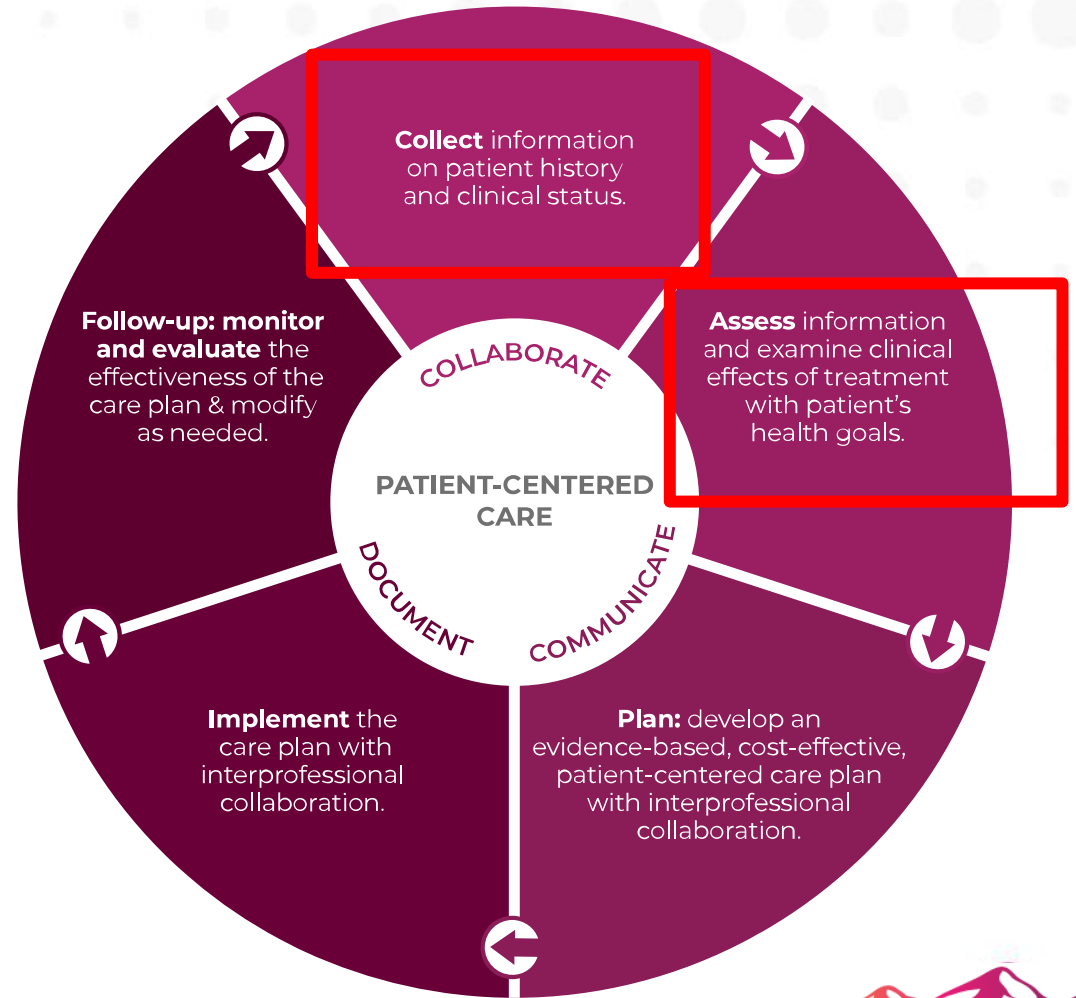 Collect information
on patient history
and clinical status.
Assess information
and examine clinical
effects of treatment
with patient's
health goals.
Plan: develop an
evidence-based, cost-effective,
patient-centered care plan
with interprofessional
collaboration.
Implement the
care plan with
interprofessional
collaboration.
Follow-up: monitor
and evaluate the
effectiveness of the
care plan & modify
as needed.
COLLABORATE
PATIENT-CENTERED
CARE
COMMUNICATE
DOCUMENT